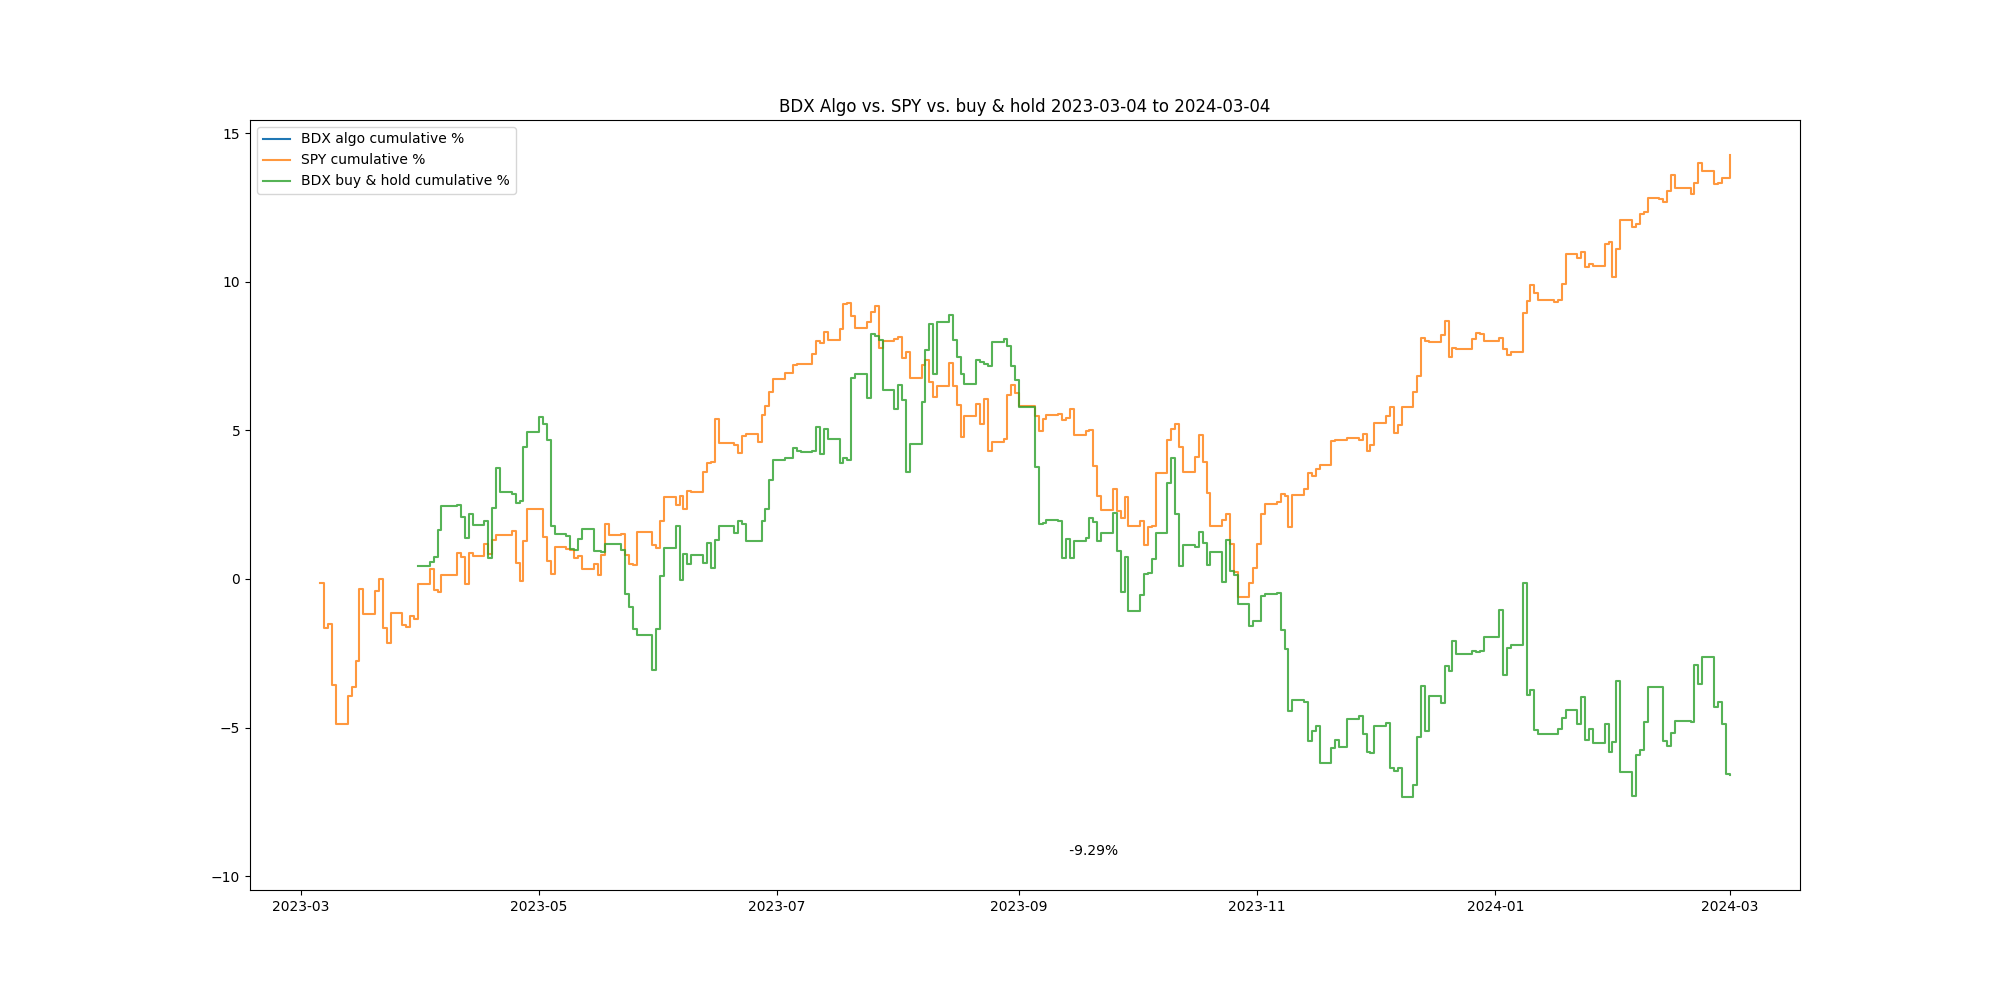 BDX Algo vs. SPY vs. buy & hold 2023-03-04 to 2024-03-04
BDX algo cumulative %
SPY cumulative %
BDX buy & hold cumulative %
15
10
5
0
−5
−10
-9.29%
2023-03 2023-05 2023-07 2023-09 2023-11 2024-01 2024-03